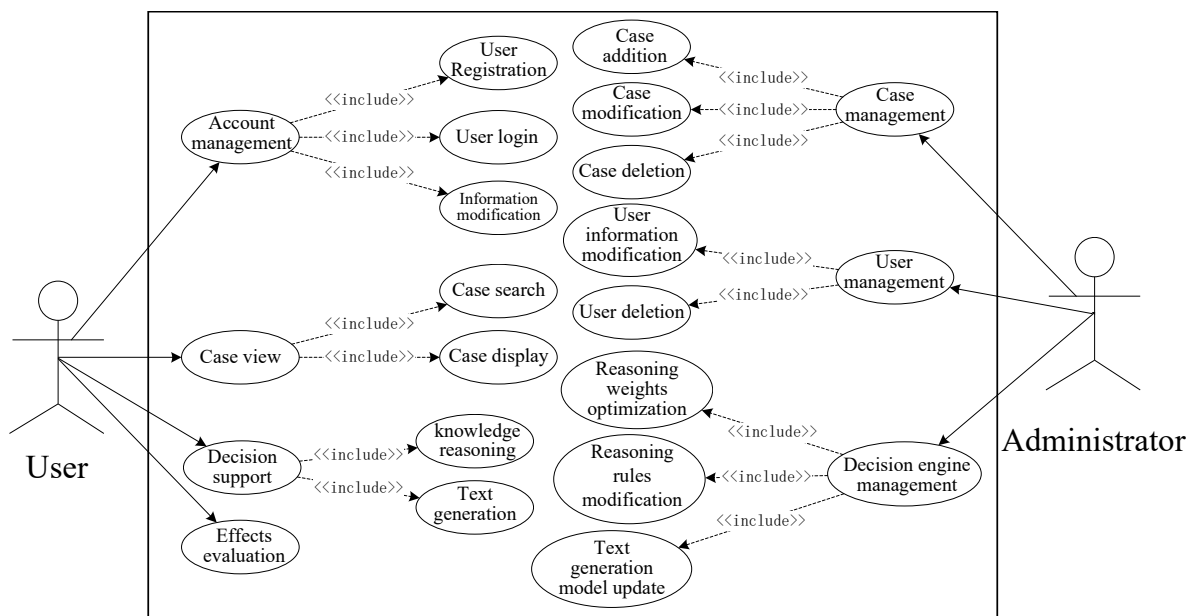 User
Registration
<<include>>
Account
management
<<include>>
User login
<<include>>
Information
modification
Case search
<<include>>
Case view
<<include>>
Case display
User
Decision
support
<<include>>
knowledge
reasoning
<<include>>
Text
generation
Effects
evaluation
Case
addition
<<include>>
Case
modification
<<include>>
Case
management
<<include>>
Case deletion
User
information
modification
<<include>>
User
management
<<include>>
User deletion
Reasoning
weights
optimization
<<include>>
Administrator
Reasoning
rules
modification
<<include>>
Decision engine
management
<<include>>
Text
generation
model update